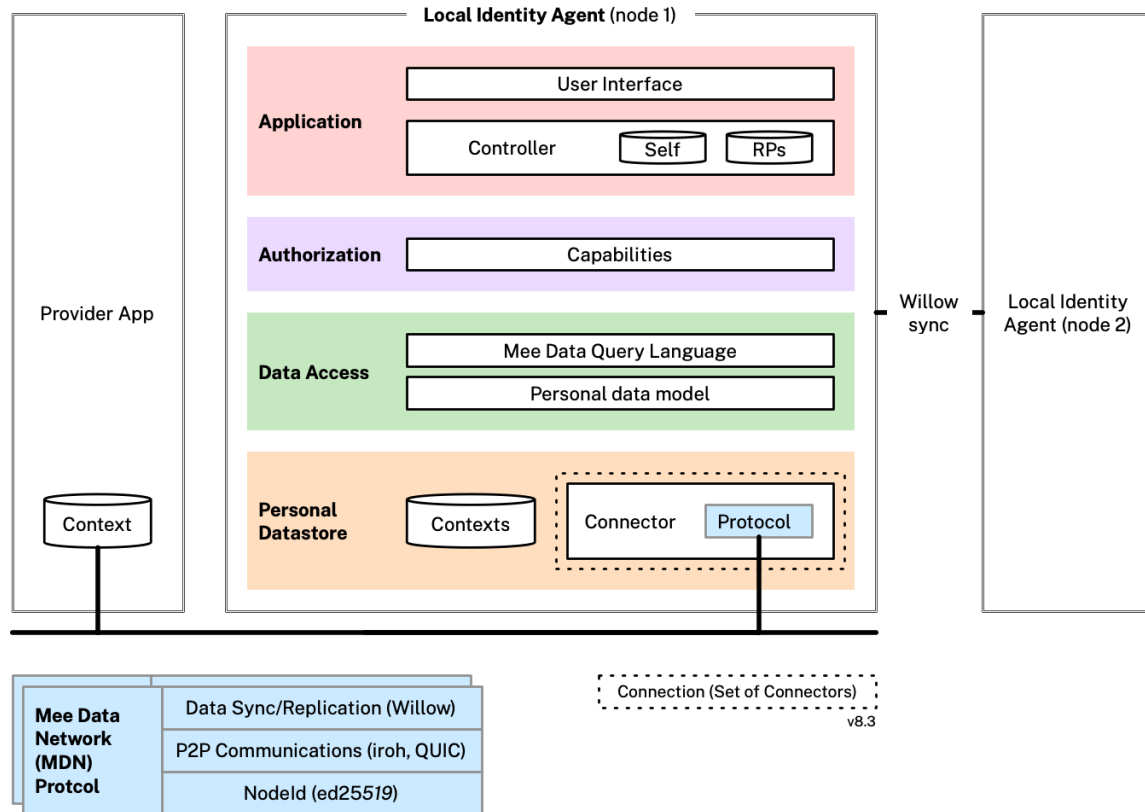 Local Identity Agent (node 1)
Application
User Interface
Controller
Self
RPs
Authorization
Capabilities
Data Access
Mee Data Query Language
Personal data model
Personal
Datastore
Contexts
Connector
Protocol
Provider App
Context
Willow
sync
Local Identity
Agent (node 2)
Mee Data
Network
(MDN)
Protcol
Data Sync/Replication (Willow)
P2P Communications (iroh, QUIC)
NodeId (ed25519)
Connection (Set of Connectors)
v8.3